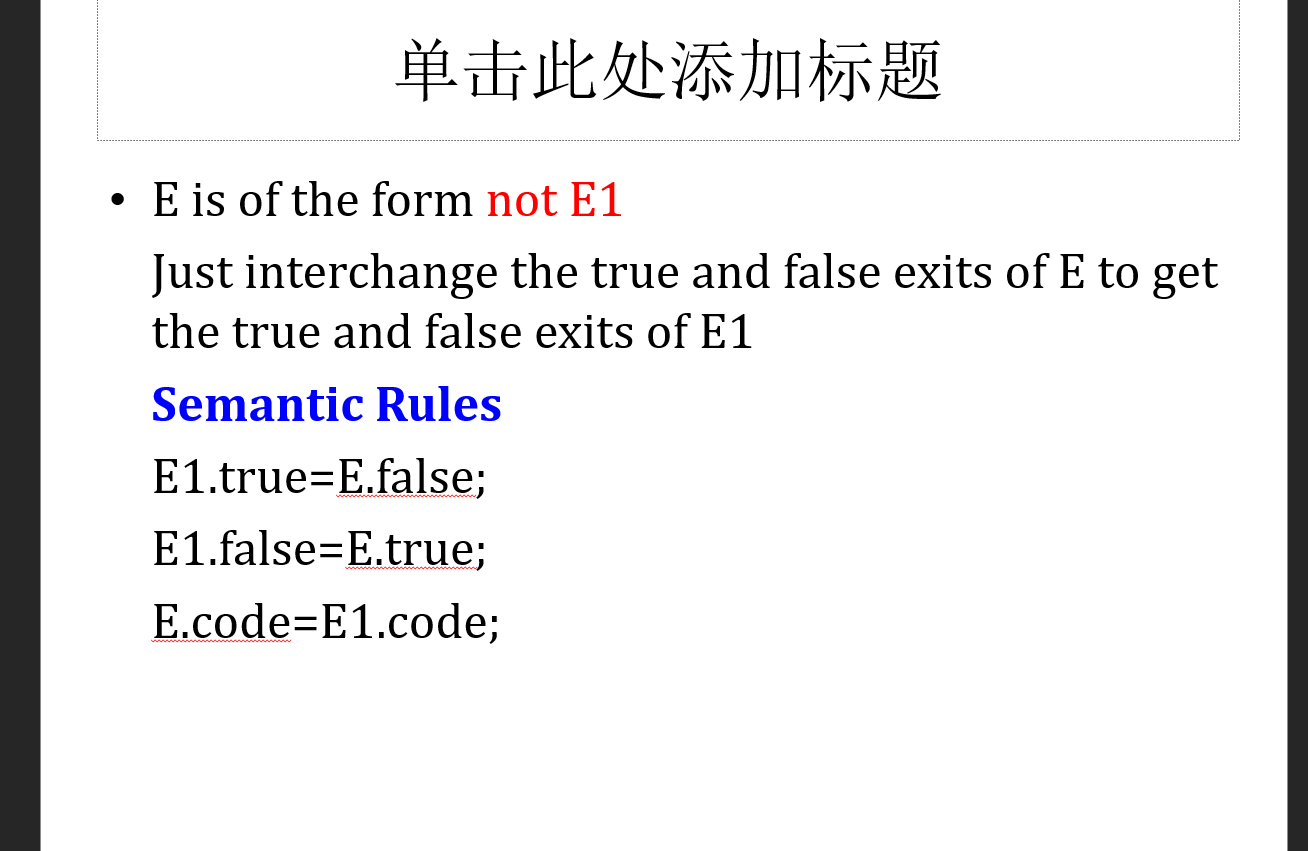 单击此处添加标题
• E is of the form not E1
Just interchange the true and false exits of E to get
the true and false exits of E1
Semantic Rules
E1.true=E.false;
E1.false=E.true;
E.code=E1.code;